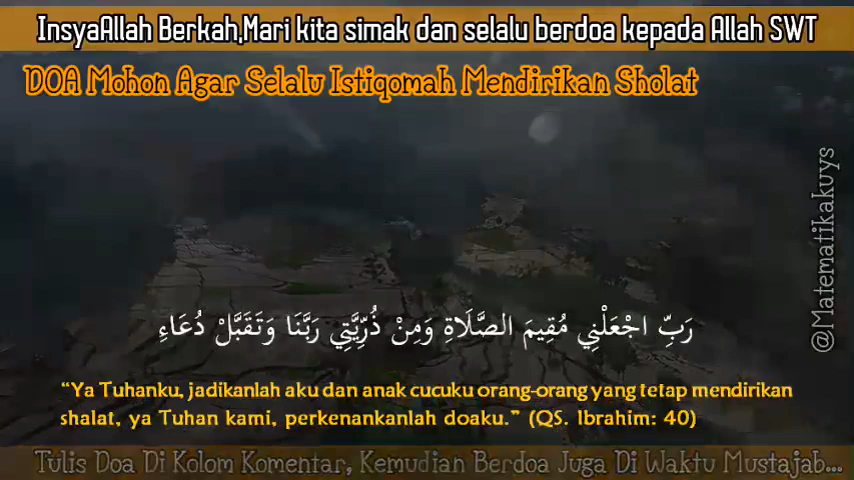 InsyaAllah Berkah,Mari kita simak dan selalu berdoa kepada Allah SWT
DOA Mohon Agar Selalu Istiqomah Mendirikan Sholat
@Matematikakuys
رَبِّ اجْعَلْنِي مُقِيمَ الصَّلَاةِ وَمِنْ ذُرِّيَّتِي رَبَّنَا وَتَقَبَّلْ دُعَاءِ
“Ya Tuhanku, jadikanlah aku dan anak cucuku orang-orang yang tetap mendirikan
shalat, ya Tuhan kami, perkenankanlah doaku.” (QS. Ibrahim: 40)
Tulis Doa Di Kolom Komentar, Kemudian Berdoa Juga Di Waktu Mustajab...